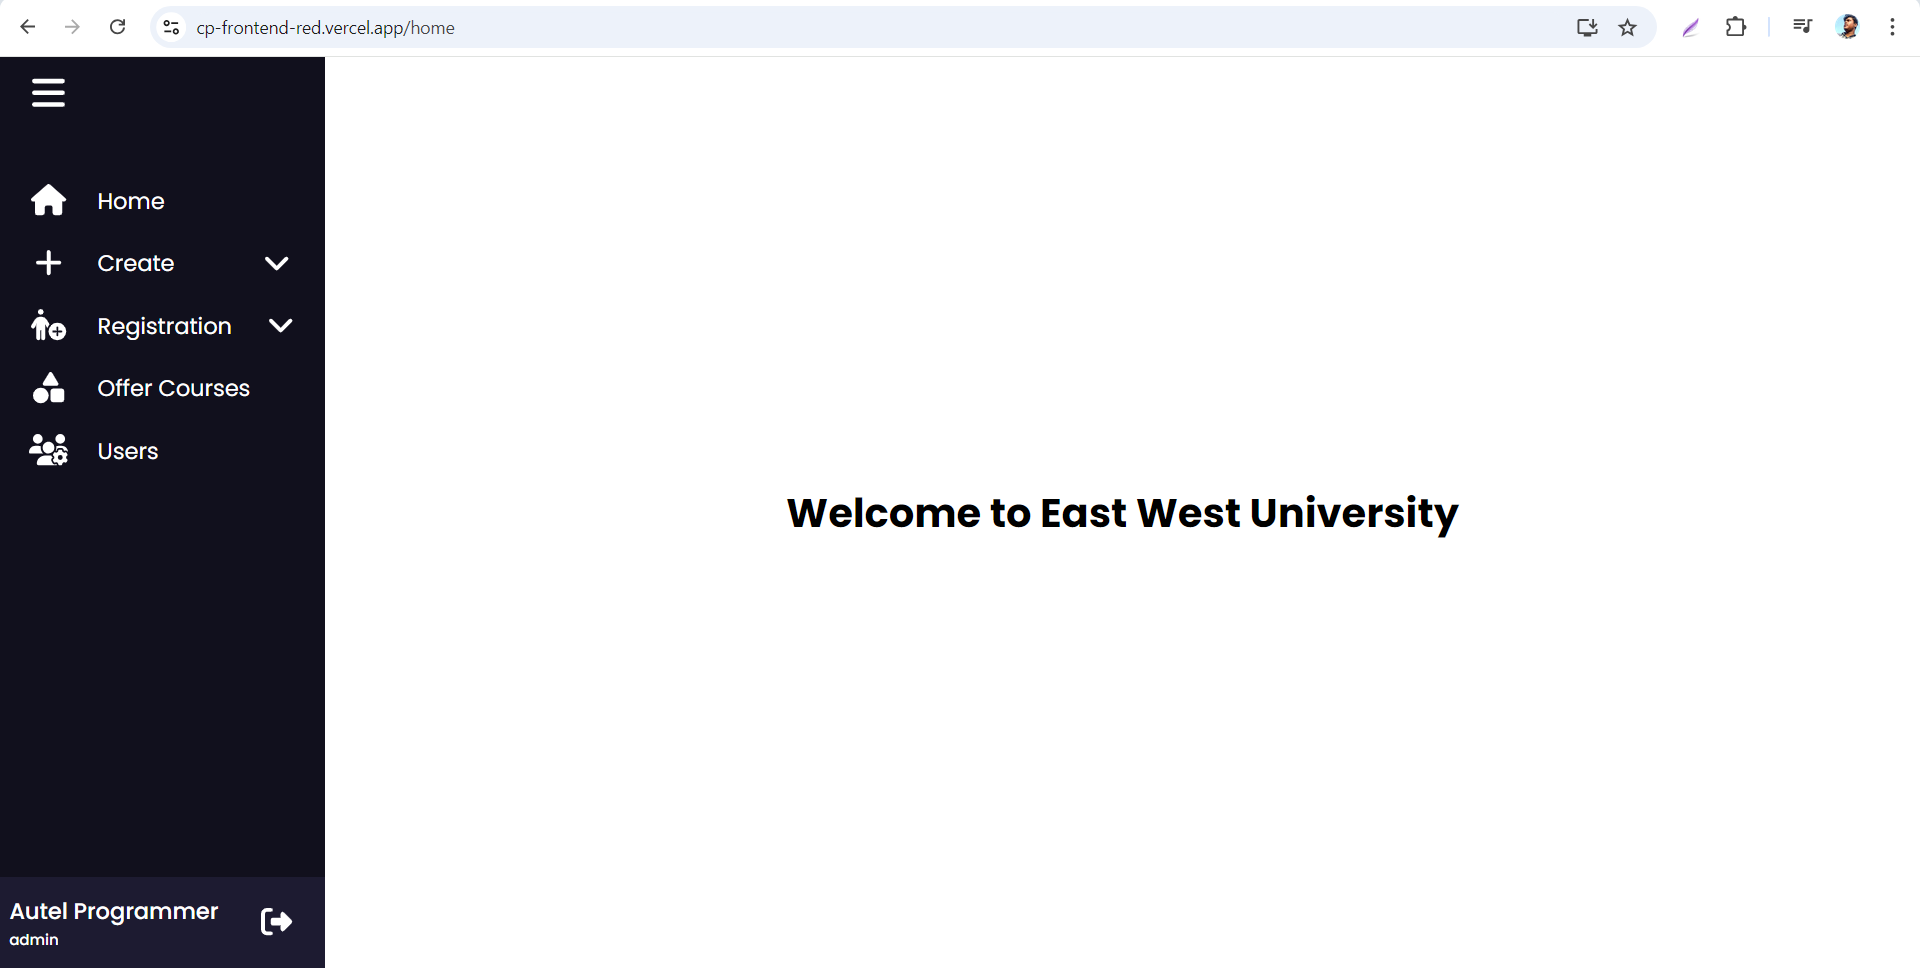 cp-frontend-red.vercel.app/home
Home
Create
Registration
Offer Courses
Users
Welcome to East West University
Autel Programmer
admin